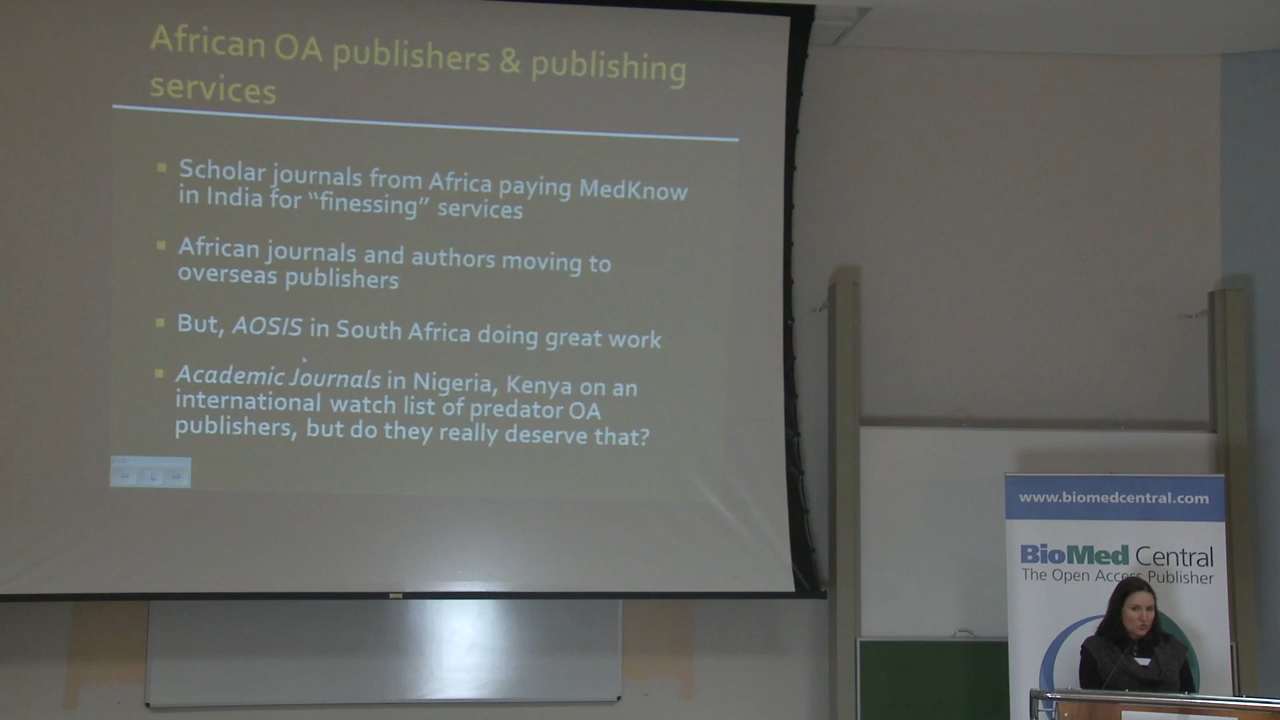 African OA publishers & publishing
services
Scholar journals from Africa paying MedKnow
in India for “finessing” services
African journals and authors moving to
overseas publishers
But, AOSIS in South Africa doing great work
Academic Journals in Nigeria, Kenya on an
international watch list of predator OA
publishers, but do they really deserve that?
www.biomedcentral.com
BioMed Central
The Open Access Publisher